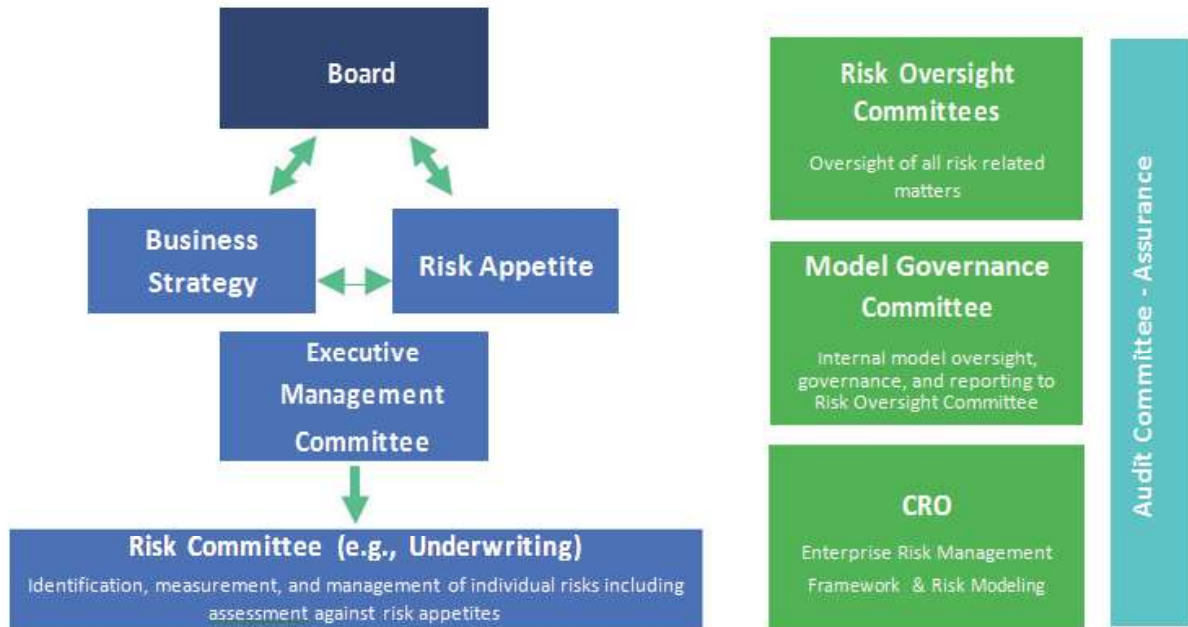 Board
Business
Strategy
Risk Appetite
Executive
Management
Committee
Risk Committee (e.g., Underwriting)
Identification, measurement, and management of individual risks including
assessment against risk appetites
Risk Oversight
Committees
Oversight of all risk related
matters
Model Governance
Committee
Internal model oversight,
governance, and reporting to
Risk Oversight Committee
CRO
Enterprise Risk Management
Framework & Risk Modeling
Audit Committee - Assurance